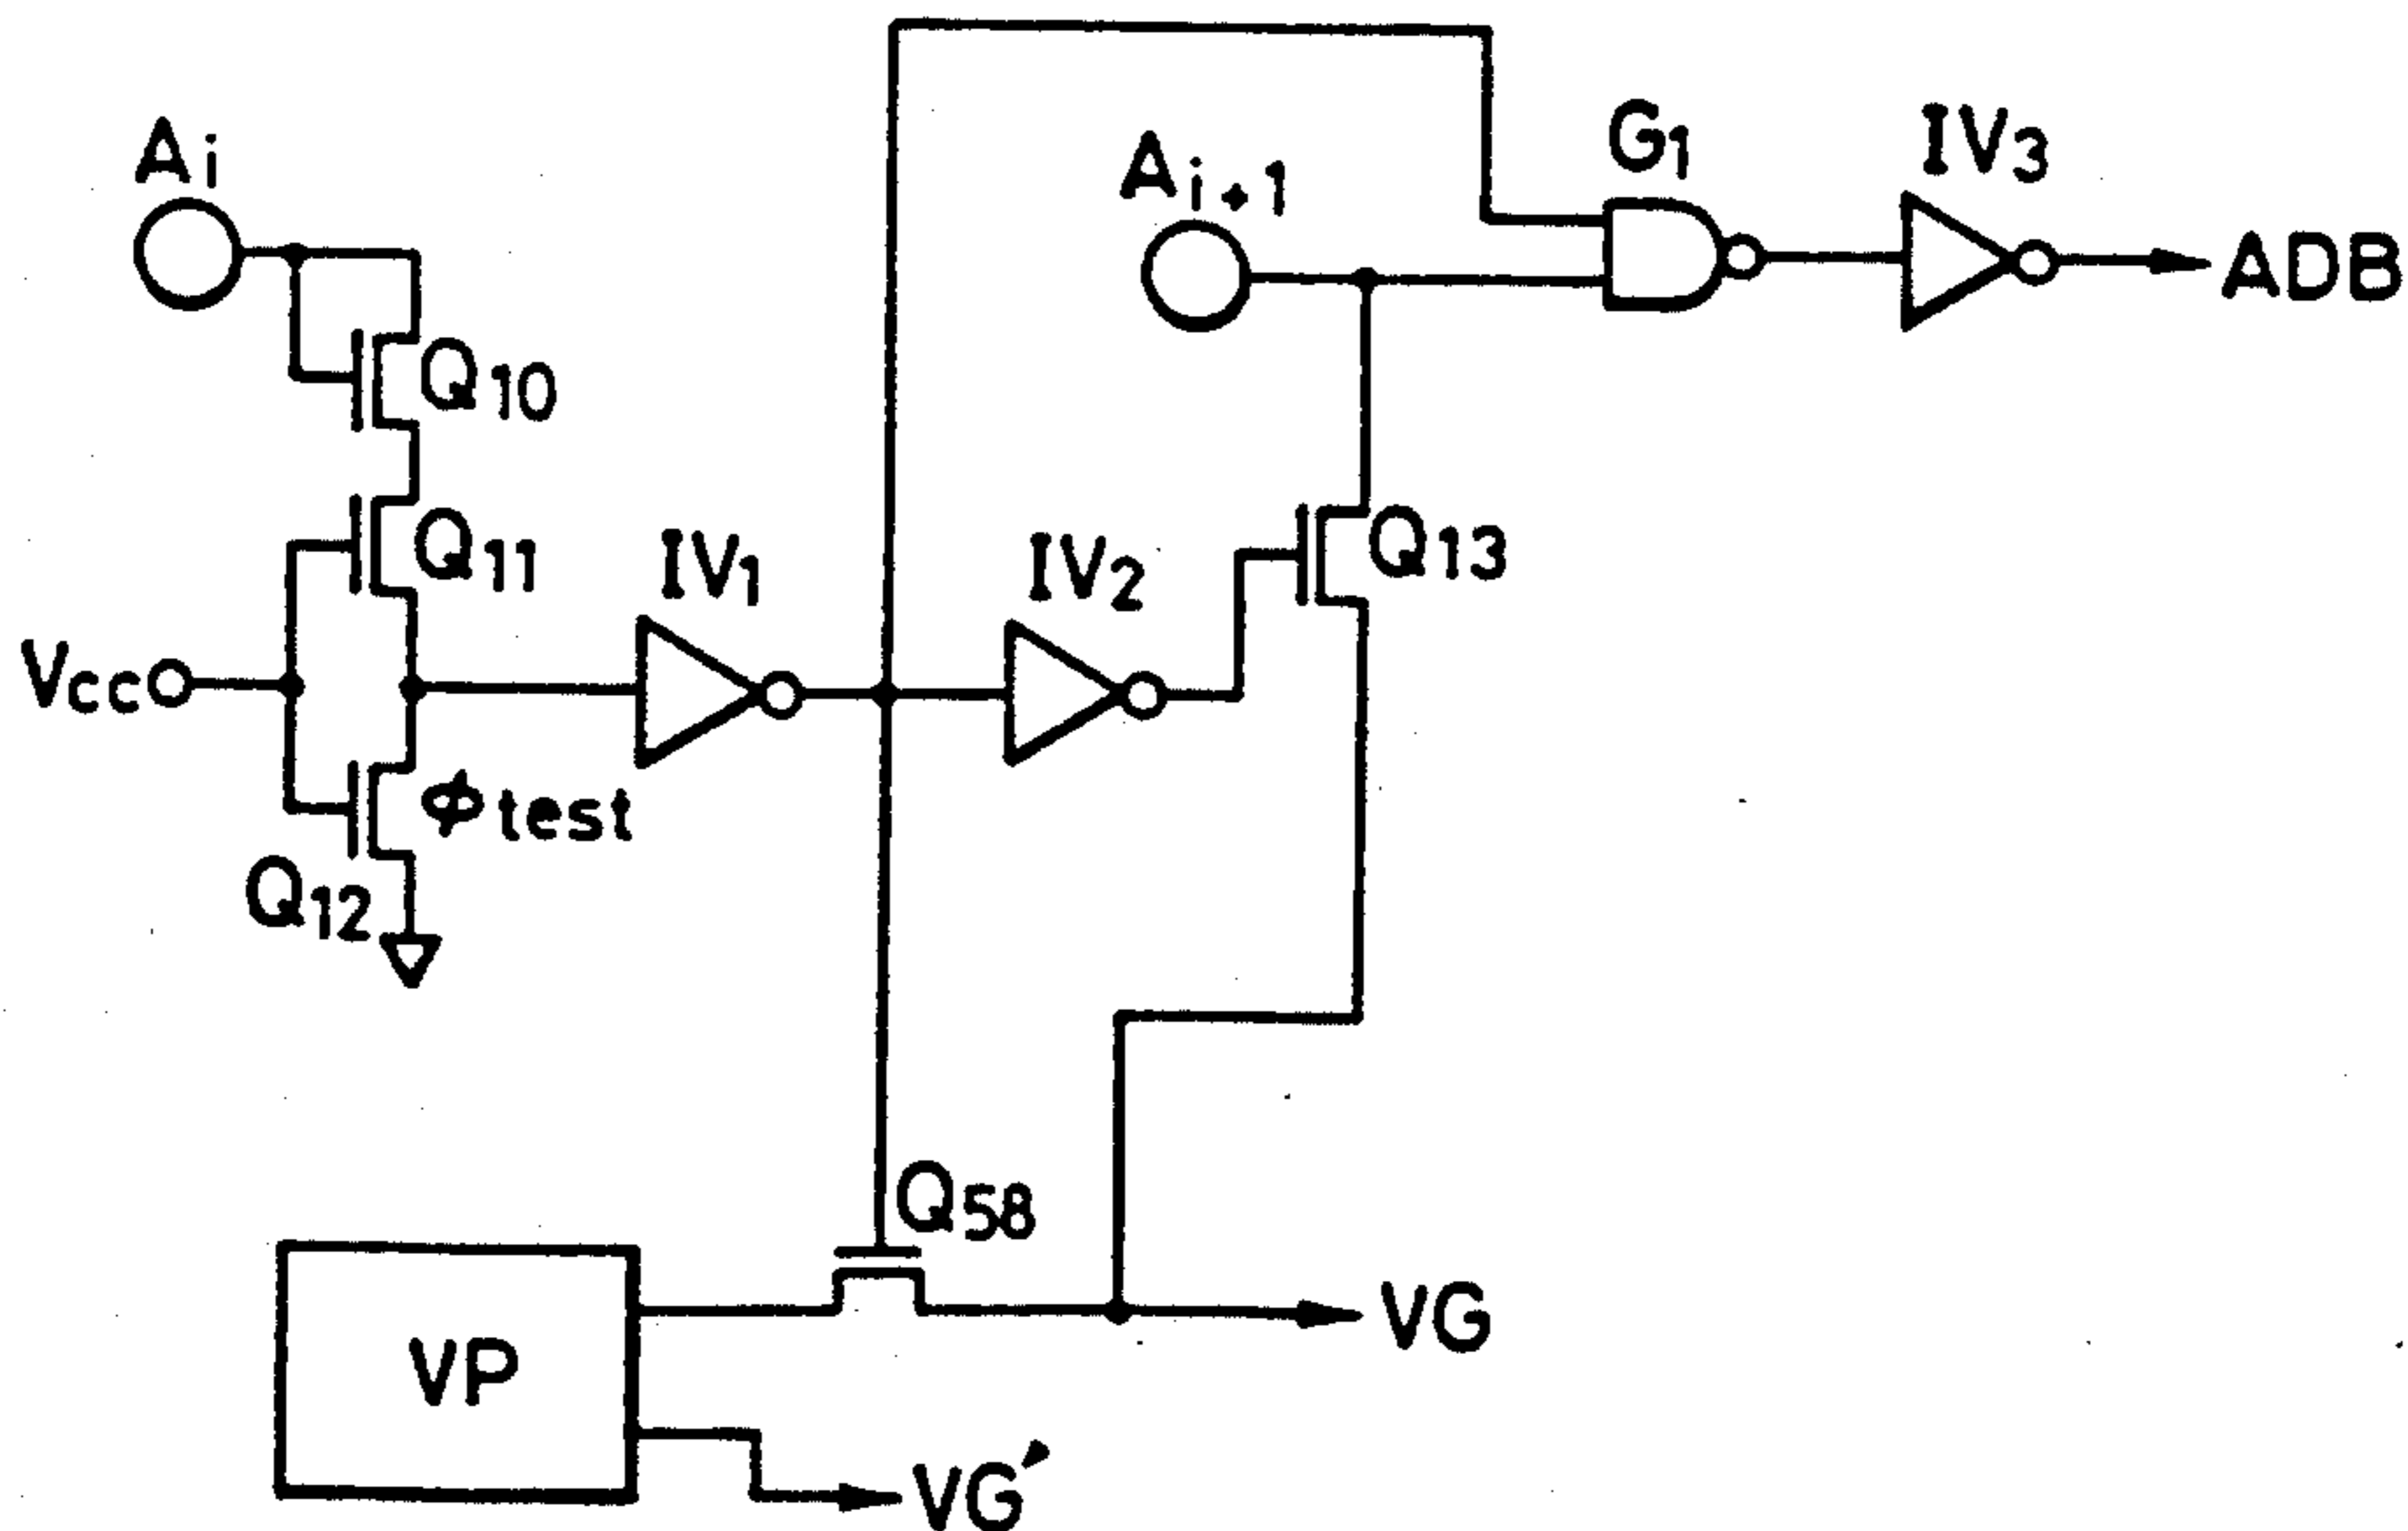 Ai
Ai+1
G1
IV3
ADB
Q10
Q11
Q13
IV1
IV2
Vcc
φtest
Q12
Q58
VP
VG
VG'